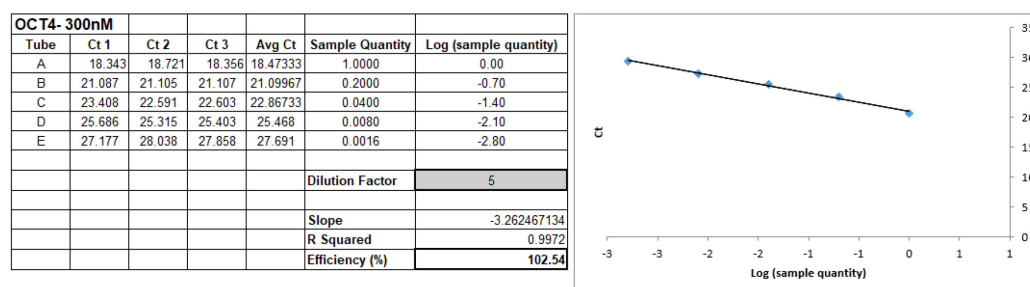 OCT4- 300nM
Tube Ct 1 Ct 2 Ct 3 Avg Ct Sample Quantity Log (sample quantity)
A 18.343 18.721 18.356 18.47333 1.0000 0.00
B 21.087 21.105 21.107 21.09967 0.2000 -0.70
C 23.408 22.591 22.603 22.86733 0.0400 -1.40
D 25.686 25.315 25.403 25.468 0.0080 -2.10
E 27.177 28.038 27.858 27.691 0.0016 -2.80
Dilution Factor 5
Slope -3.262467134
R Squared 0.9972
Efficiency (%) 102.54
Ct
5
0
-3 -3 -2 -2 -1 -1 0 1 1
Log (sample quantity)